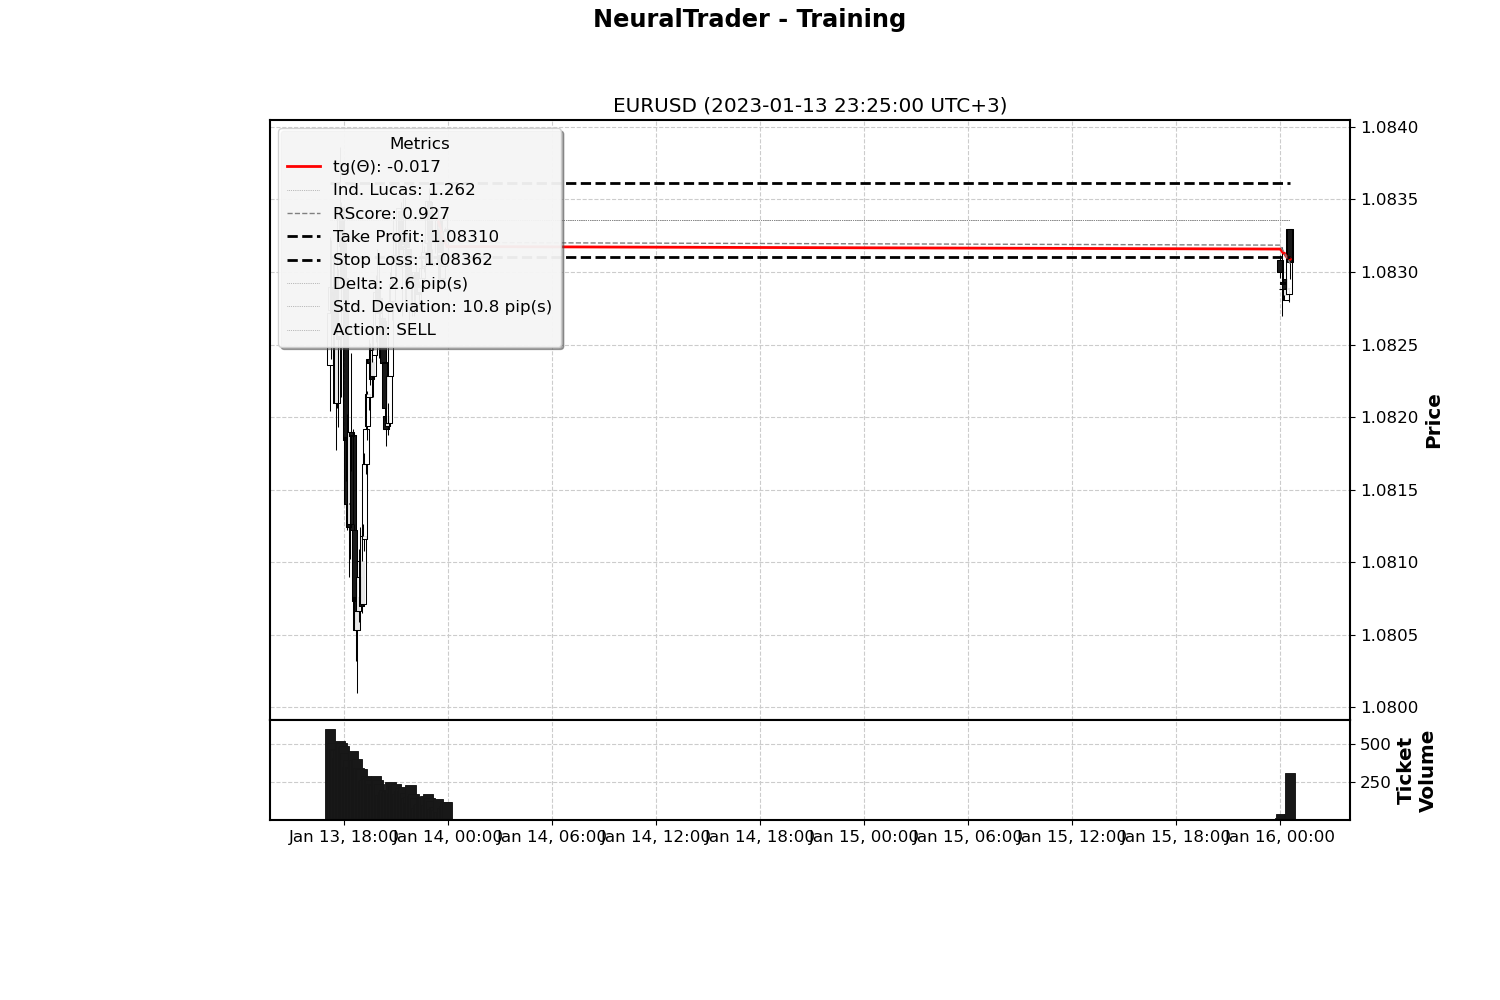 NeuralTrader - Training
EURUSD (2023-01-13 23:25:00 UTC+3)
Metrics
tg(Θ): -0.017
Ind. Lucas: 1.262
RScore: 0.927
Take Profit: 1.08310
Stop Loss: 1.08362
Delta: 2.6 pip(s)
Std. Deviation: 10.8 pip(s)
Action: SELL
1.0840
1.0835
1.0830
1.0825
1.0820
1.0815
1.0810
1.0805
1.0800
Price
500
250
Ticket
Volume
Jan 13, 18:00
Jan 14, 00:00
Jan 14, 06:00
Jan 14, 12:00
Jan 14, 18:00
Jan 15, 00:00
Jan 15, 06:00
Jan 15, 12:00
Jan 15, 18:00
Jan 16, 00:00